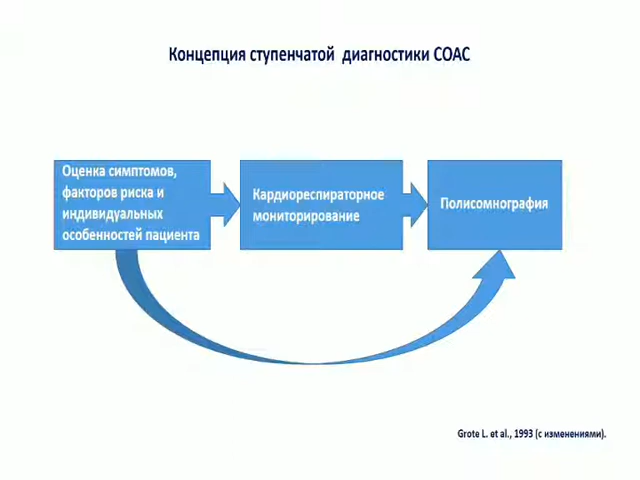 Концепция ступенчатой диагностики СОАС
Оценка симптомов,
факторов риска и
индивидуальных
особенностей пациента
Кардиореспираторное
мониторирование
Полисомнография
Grote L. et al., 1993 (с изменениями).